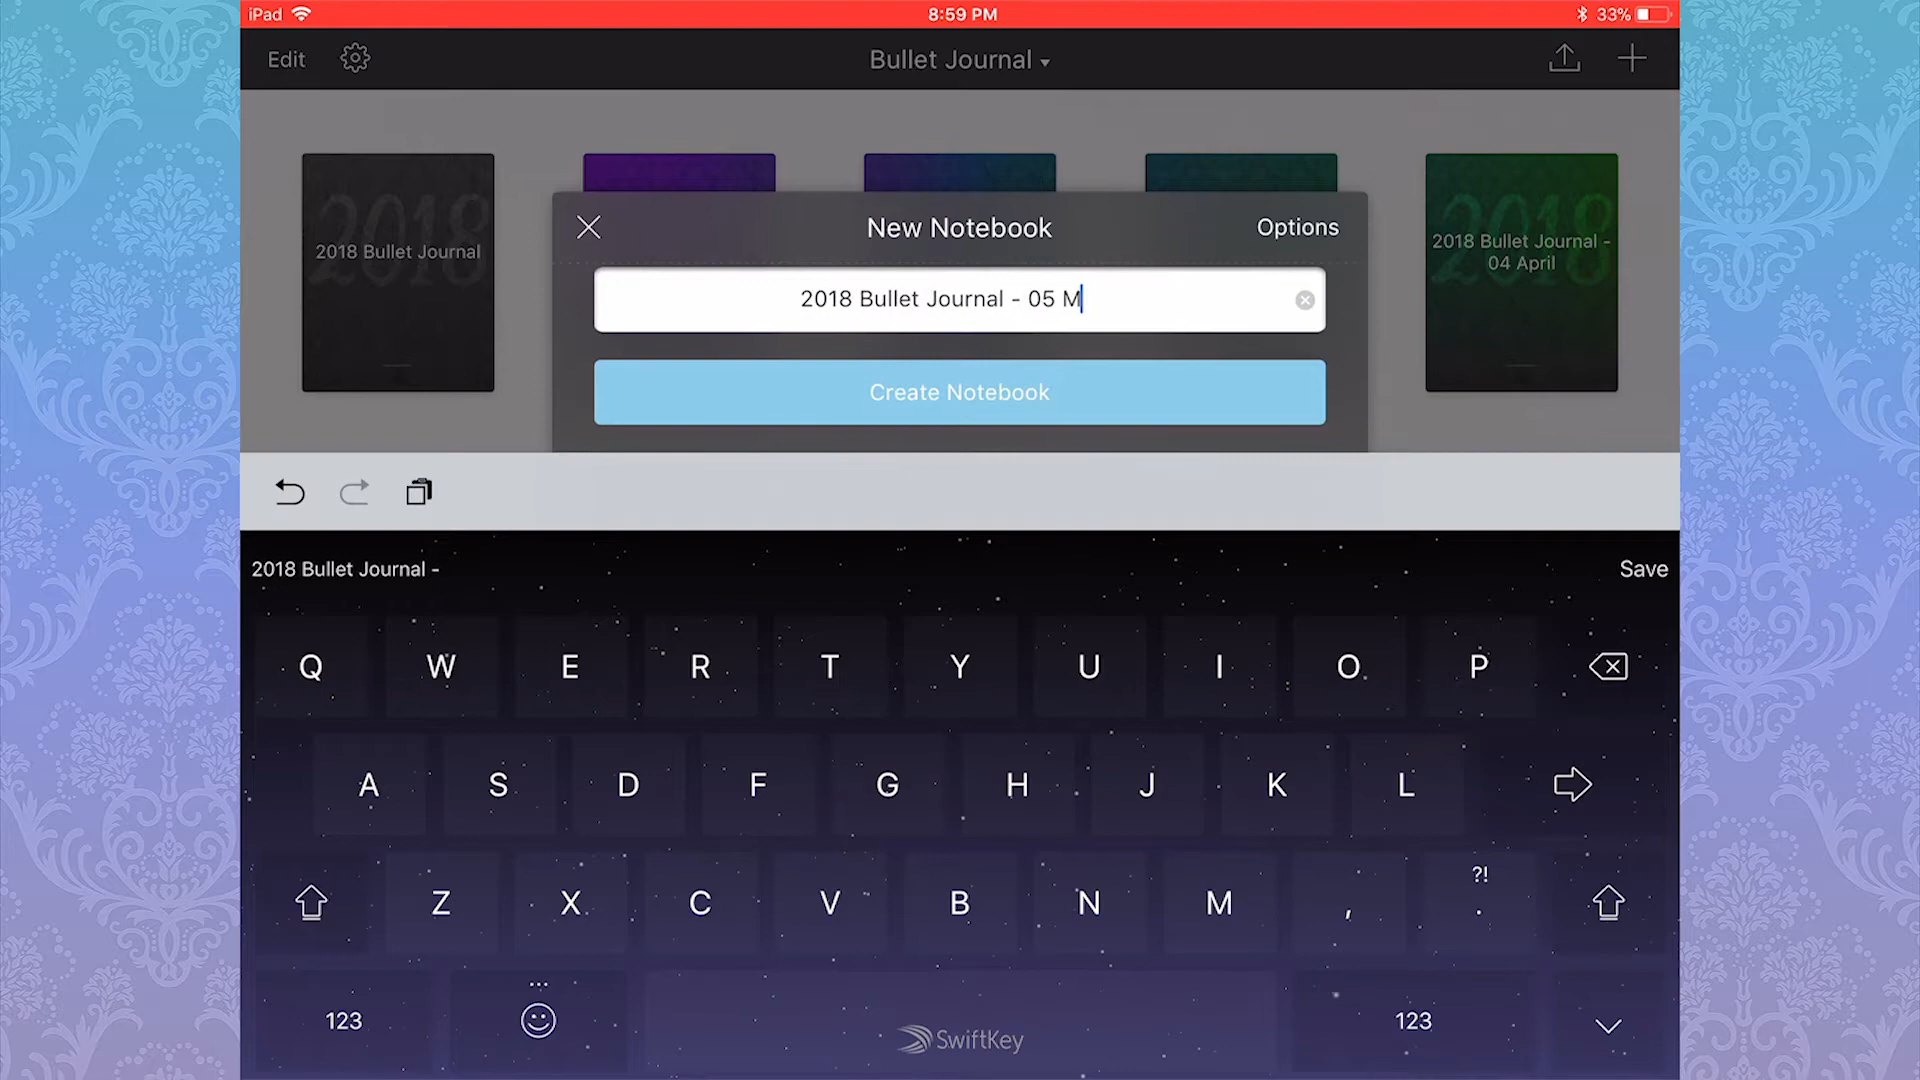 iPad
8:59 PM
33%
Edit
Bullet Journal
2018
2018 Bullet Journal
2018
2018 Bullet Journal -
04 April
New Notebook
Options
2018 Bullet Journal - 05 M
Create Notebook
2018 Bullet Journal -
Save
Q W E R T Y U I O P
A S D F G H J K L
Z X C V B N M , ?! .
123
...
SwiftKey
123